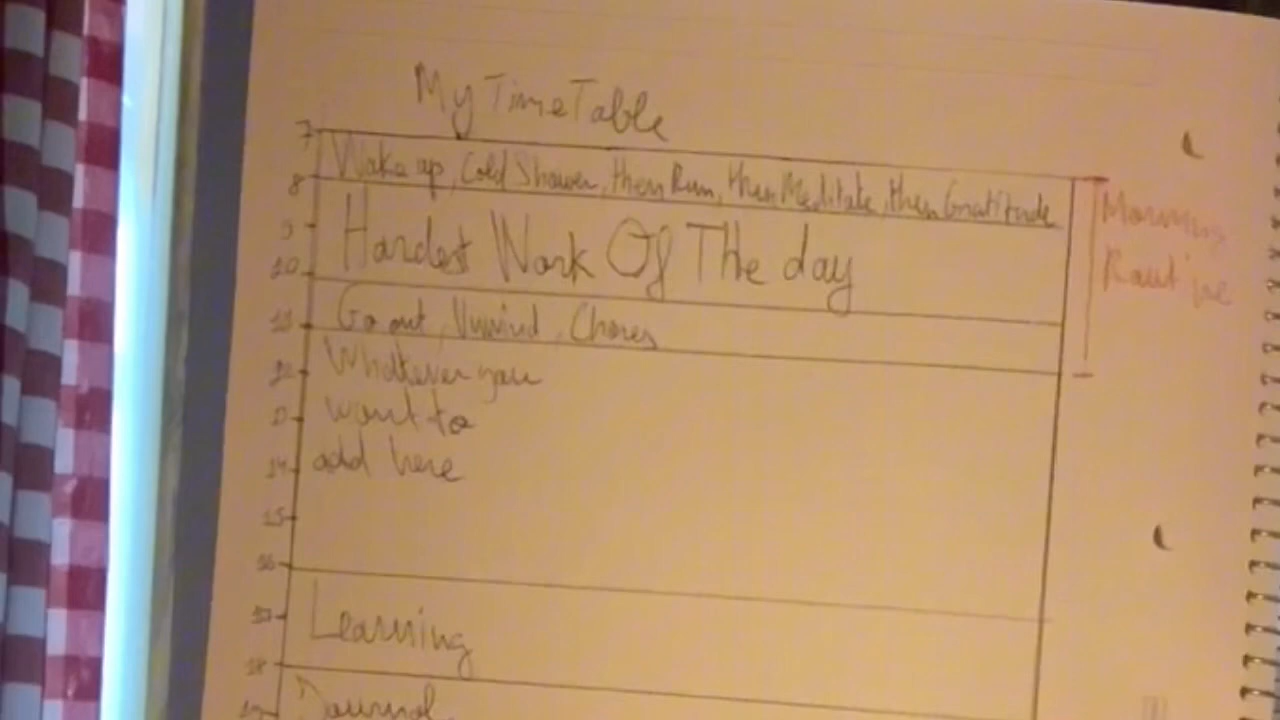 My TimeTable
7
Wake up, Cold Shower, then Run, then Meditate, then Gratitude
8
9
Hardest Work Of The day
10
Morning
Routine
Go out, Unwind, Chores
11
Whatever you
12
want to
13
add here
14
15
16
17
Learning
18
Journal